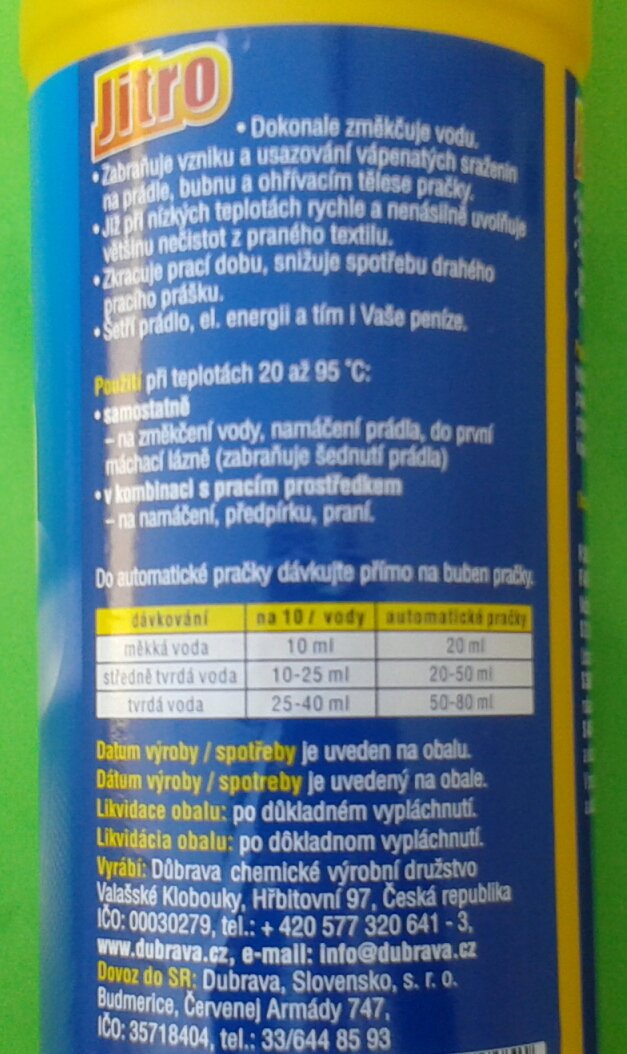 Jitro
• Dokonale změkčuje vodu.
• Zabraňuje vzniku a usazování vápenatých sraženin
na prádle, bubnu a ohřívacím tělese pračky.
• Již při nízkých teplotách rychle a nenásilně uvolňuje
většinu nečistot z praného textilu.
• Zkracuje prací dobu, snižuje spotřebu drahého
pracího prášku.
• Šetří prádlo, el. energii a tím i Vaše peníze.
Použití při teplotách 20 až 95 °C:
• samostatně
– na změkčení vody, namáčení prádla, do první
máchací lázně (zabraňuje šednutí prádla)
• v kombinaci s pracím prostředkem
– na namáčení, předpírku, praní.
Do automatické pračky dávkujte přímo na buben pračky.
dávkování na 10 l vody automatické pračky
měkká voda 10 ml 20 ml
středně tvrdá voda 10-25 ml 20-50 ml
tvrdá voda 25-40 ml 50-80 ml
Datum výroby / spotřeby je uveden na obalu.
Dátum výroby / spotreby je uvedený na obale.
Likvidace obalu: po důkladném vypláchnutí.
Likvidácia obalu: po dôkladnom vypláchnutí.
Vyrábí: Důbrava chemické výrobní družstvo
Valašské Klobouky, Hřbitovní 97, Česká republika
IČO: 00030279, tel.: + 420 577 320 641 - 3,
www.dubrava.cz, e-mail: info@dubrava.cz
Dovoz do SR: Dubrava, Slovensko, s. r. o.
Budmerice, Červenej Armády 747,
IČO: 35718404, tel.: 33/644 85 93